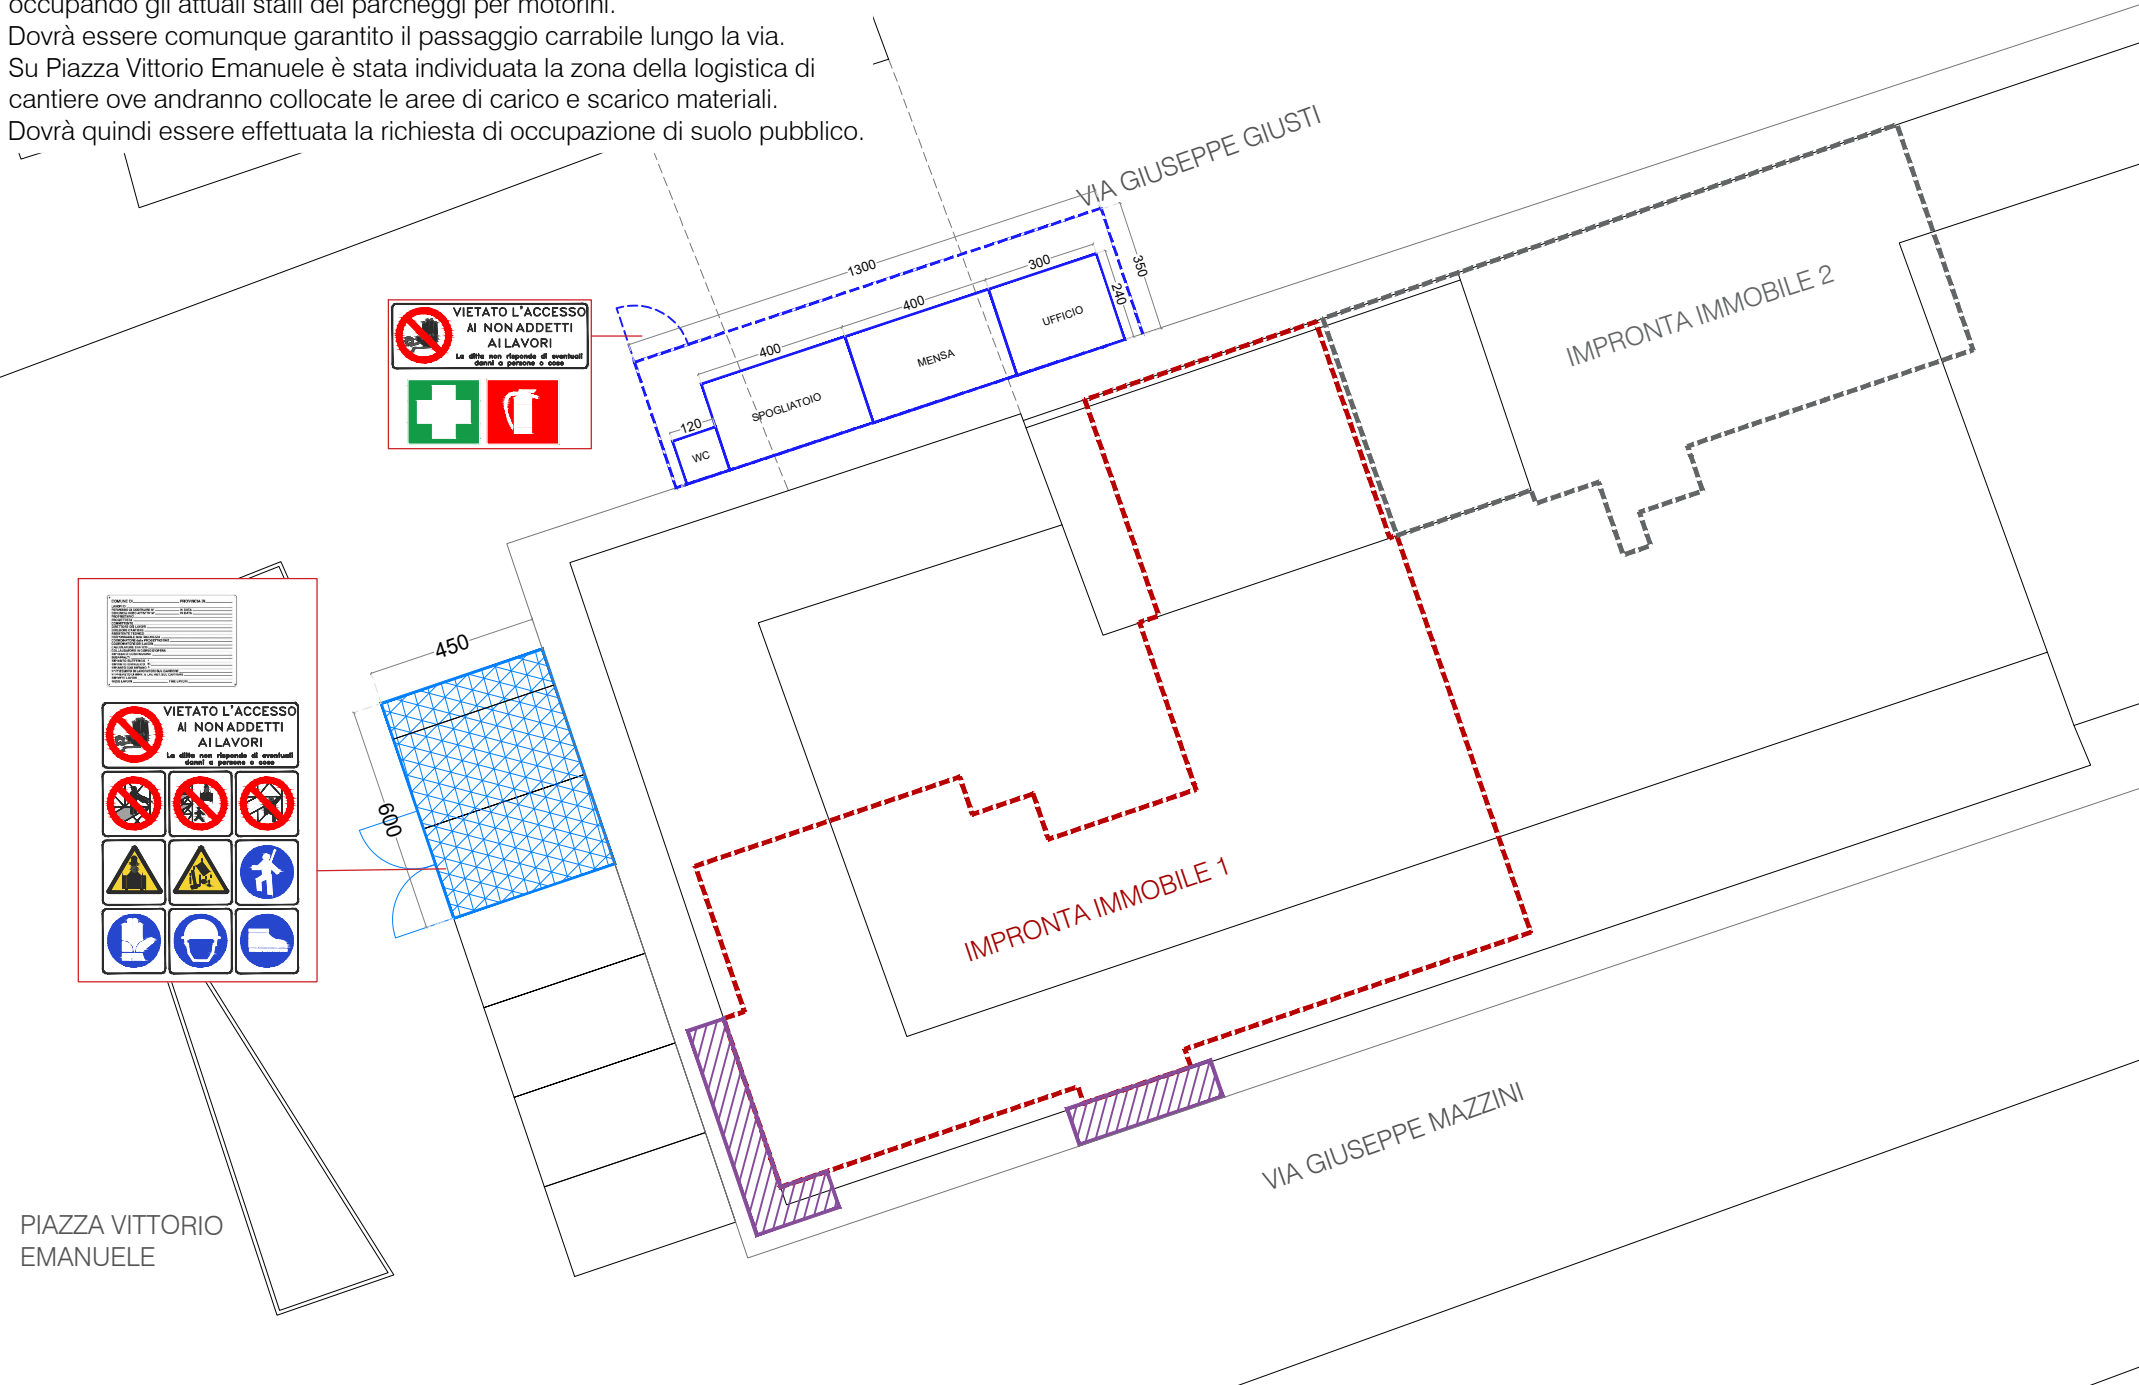 occupando gli attuali stalli dei parcheggi per motorini.
Dovrà essere comunque garantito il passaggio carrabile lungo la via.
Su Piazza Vittorio Emanuele è stata individuata la zona della logistica di
cantiere ove andranno collocate le aree di carico e scarico materiali.
Dovrà quindi essere effettuata la richiesta di occupazione di suolo pubblico.
VIA GIUSEPPE GIUSTI
1300
350
300
240
400
400
120
UFFICIO
MENSA
SPOGLIATOIO
WC
VIETATO L'ACCESSO
AI NON ADDETTI
AI LAVORI
La ditta non risponde di eventuali
danni a persone o cose
IMPRONTA IMMOBILE 2
450
600
VIETATO L'ACCESSO
AI NON ADDETTI
AI LAVORI
La ditta non risponde di eventuali
danni a persone o cose
IMPRONTA IMMOBILE 1
VIA GIUSEPPE MAZZINI
PIAZZA VITTORIO
EMANUELE